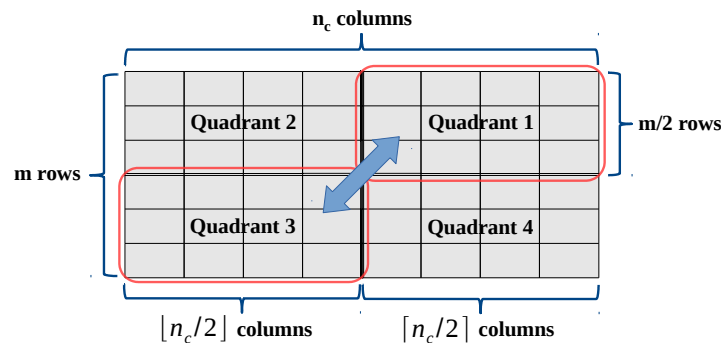 n_c columns
Quadrant 2
Quadrant 1
m/2 rows
m rows
Quadrant 3
Quadrant 4
⌊n_c/2⌋ columns
⌈n_c/2⌉ columns